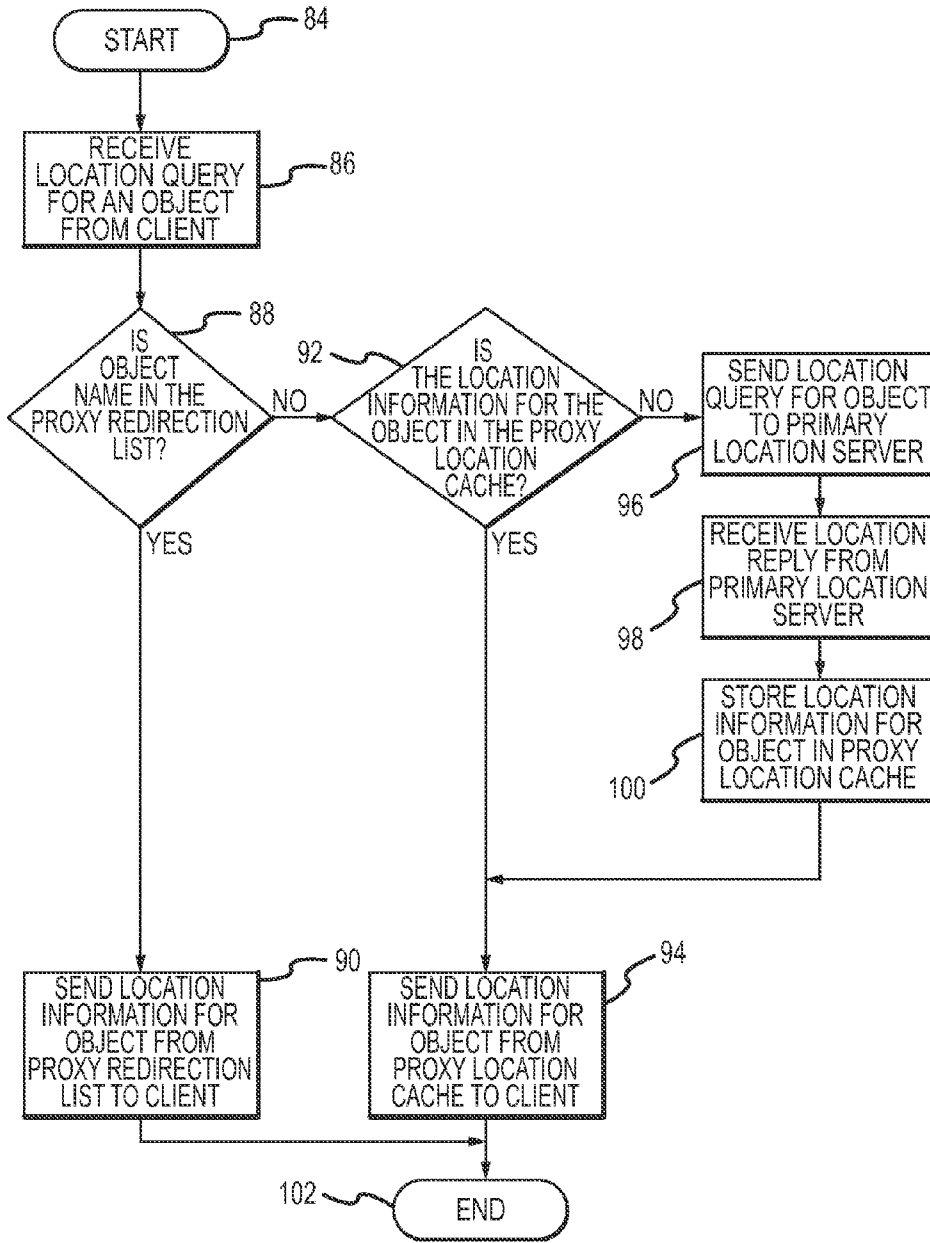 START
84
RECEIVE
LOCATION QUERY
FOR AN OBJECT
FROM CLIENT
86
IS
OBJECT
NAME IN THE
PROXY REDIRECTION
LIST?
88
NO
YES
92
IS
THE LOCATION
INFORMATION FOR THE
OBJECT IN THE PROXY
LOCATION
CACHE?
NO
YES
SEND LOCATION
QUERY FOR OBJECT
TO PRIMARY
LOCATION SERVER
96
RECEIVE LOCATION
REPLY FROM
PRIMARY LOCATION
SERVER
98
STORE LOCATION
INFORMATION FOR
OBJECT IN PROXY
LOCATION CACHE
100
90
SEND LOCATION
INFORMATION FOR
OBJECT FROM
PROXY REDIRECTION
LIST TO CLIENT
94
SEND LOCATION
INFORMATION FOR
OBJECT FROM
PROXY LOCATION
CACHE TO CLIENT
102
END